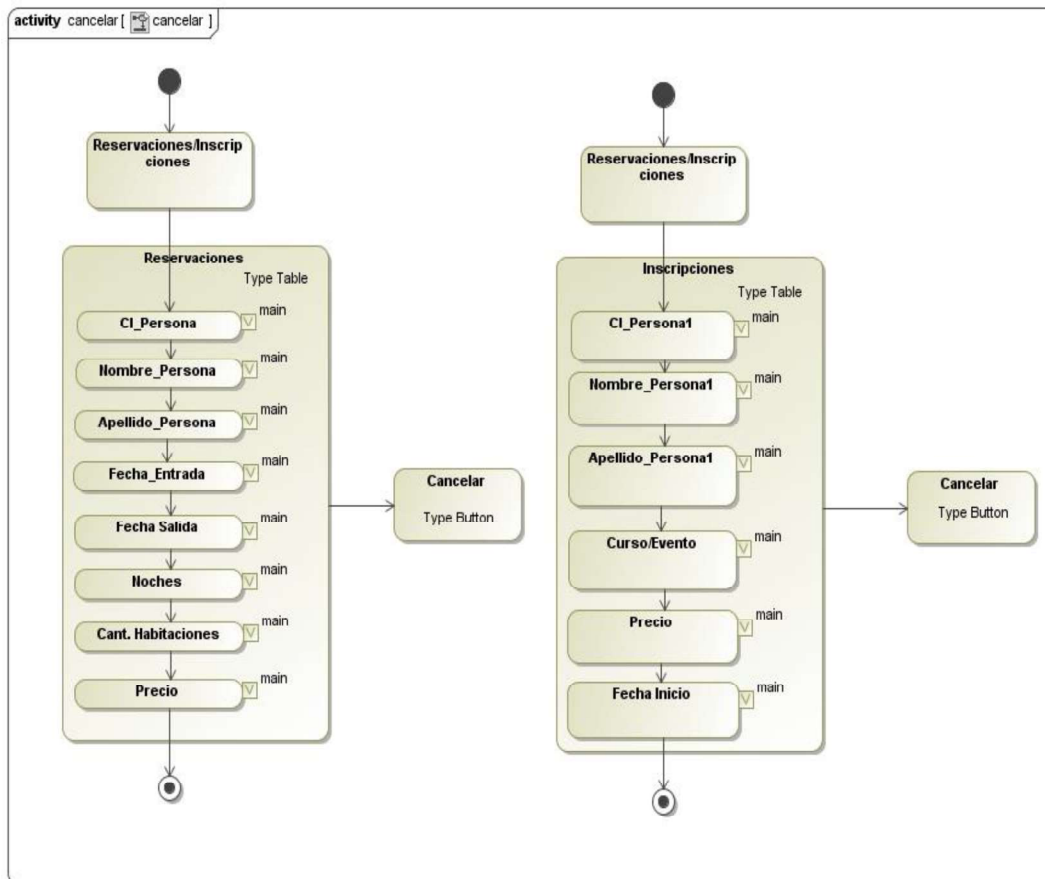 activity cancelar [ cancelar ]
Reservaciones/Inscrip
ciones
Reservaciones
Type Table
CI_Persona
main
Nombre_Persona
main
Apellido_Persona
main
Fecha_Entrada
main
Fecha Salida
main
Noches
main
Cant. Habitaciones
main
Precio
main
Cancelar
Type Button
Reservaciones/Inscrip
ciones
Inscripciones
Type Table
CI_Persona1
main
Nombre_Persona1
main
Apellido_Persona1
main
Curso/Evento
main
Precio
main
Fecha Inicio
main
Cancelar
Type Button